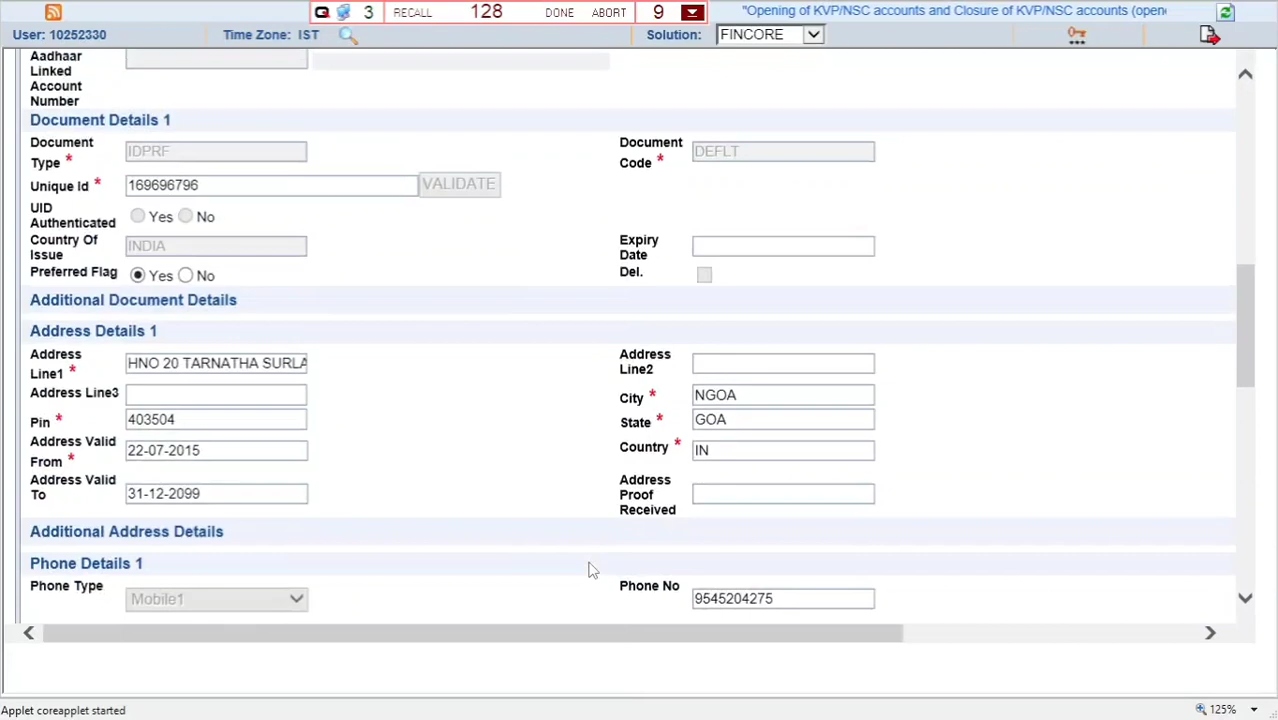 3 RECALL 128 DONE ABORT 9 "Opening of KVP/NSC accounts and Closure of KVP/NSC accounts (open
User: 10252330 Time Zone: IST Solution: FINCORE
Aadhaar
Linked
Account
Number
Document Details 1
Document Type * IDPRF Document Code * DEFLT
Unique Id * 169696796 VALIDATE
UID Authenticated Yes No
Country Of Issue INDIA Expiry Date
Preferred Flag Yes No Del.
Additional Document Details
Address Details 1
Address Line1 * HNO 20 TARNATHA SURLA Address Line2
Address Line3 City * NGOA
Pin * 403504 State * GOA
Address Valid From * 22-07-2015 Country * IN
Address Valid To 31-12-2099 Address Proof Received
Additional Address Details
Phone Details 1
Phone Type Mobile1 Phone No 9545204275
Applet coreapplet started 125%